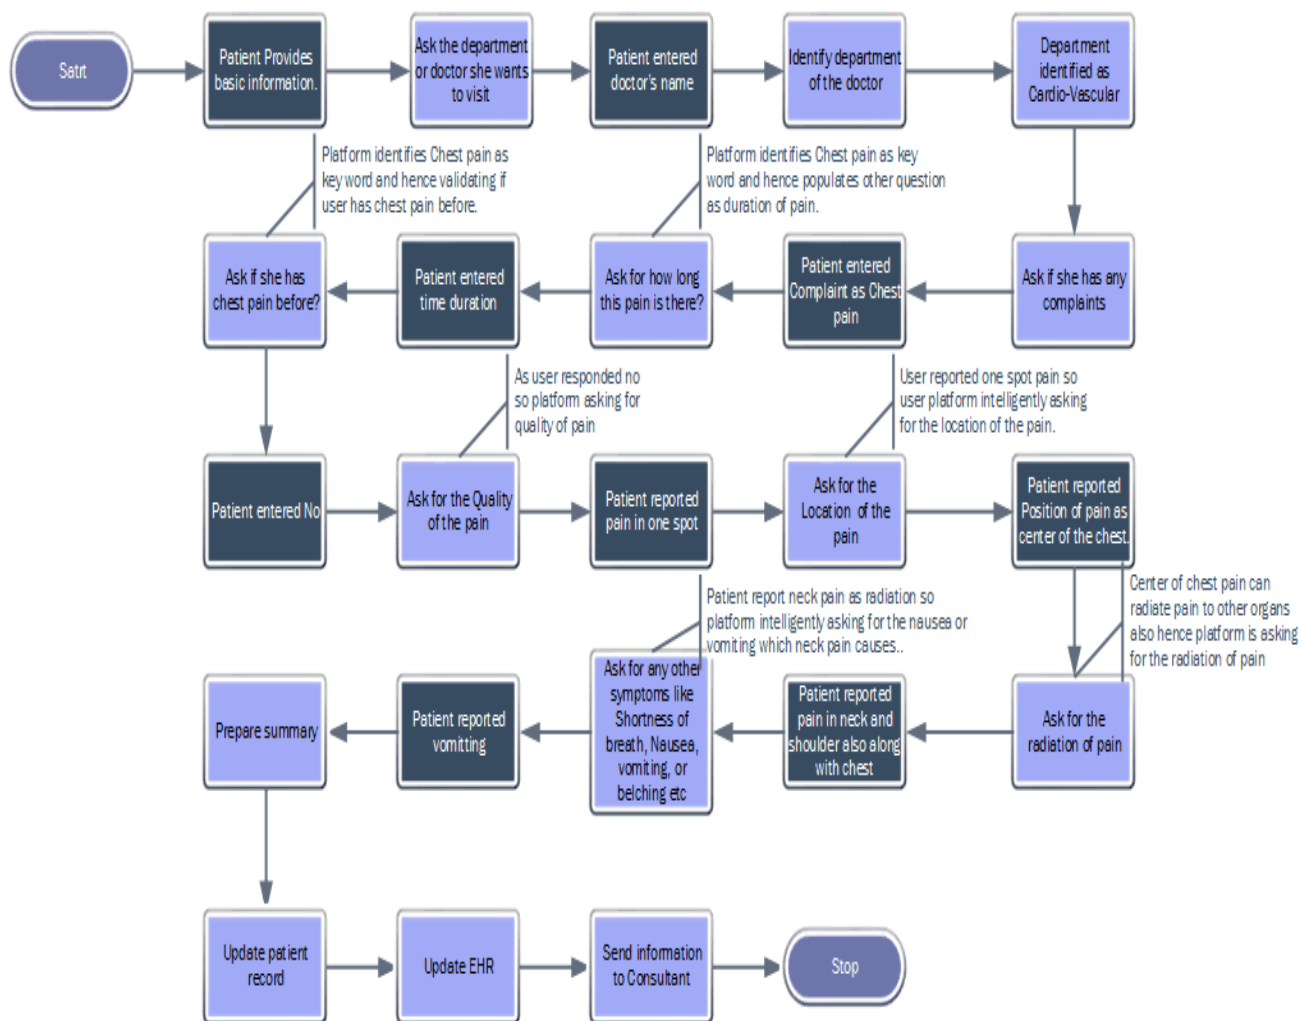 Satrt
Patient Provides
basic information.
Ask the department
or doctor she wants
to visit
Patient entered
doctor's name
Identify department
of the doctor
Department
identified as
Cardio-Vascular
Platform identifies Chest pain as
key word and hence validating if
user has chest pain before.
Platform identifies Chest pain as key
word and hence populates other question
as duration of pain.
Ask if she has
chest pain before?
Patient entered
time duration
Ask for how long
this pain is there?
Patient entered
Complaint as Chest
pain
Ask if she has any
complaints
As user responded no
so platform asking for
quality of pain
User reported one spot pain so
user platform intelligently asking
for the location of the pain.
Patient entered No
Ask for the Quality
of the pain
Patient reported
pain in one spot
Ask for the
Location of the
pain
Patient reported
Position of pain as
center of the chest.
Patient report neck pain as radiation so
platform intelligently asking for the nausea or
vomiting which neck pain causes..
Center of chest pain can
radiate pain to other organs
also hence platform is asking
for the radiation of pain
Prepare summary
Patient reported
vomitting
Ask for any other
symptoms like
Shortness of
breath, Nausea,
vomiting, or
belching etc
Patient reported
pain in neck and
shoulder also along
with chest
Ask for the
radiation of pain
Update patient
record
Update EHR
Send information
to Consultant
Stop